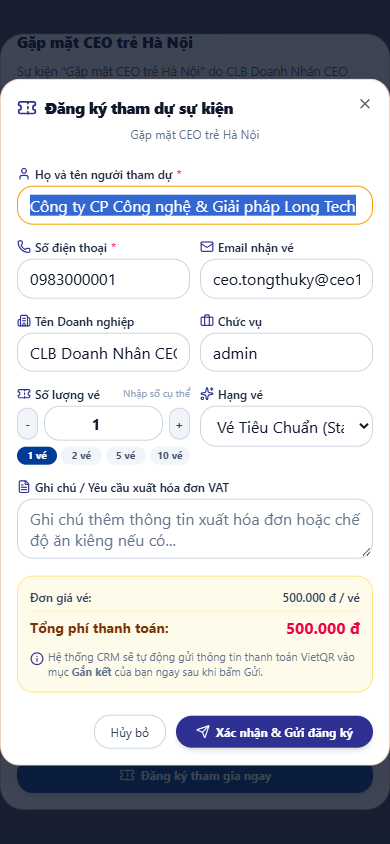 Gặp mặt CEO trẻ Hà Nội
Sự kiện "Gặp mặt CEO trẻ Hà Nội" do CLB Doanh Nhân CEO
Đăng ký tham dự sự kiện
Gặp mặt CEO trẻ Hà Nội
Họ và tên người tham dự *
Công ty CP Công nghệ & Giải pháp Long Tech
Số điện thoại *
Email nhận vé
0983000001
ceo.tongthuky@ceo1
Tên Doanh nghiệp
Chức vụ
CLB Doanh Nhân CEO
admin
Số lượng vé
Nhập số cụ thể
Hạng vé
- 1 +
Vé Tiêu Chuẩn (Sta
1 vé 2 vé 5 vé 10 vé
Ghi chú / Yêu cầu xuất hóa đơn VAT
Ghi chú thêm thông tin xuất hóa đơn hoặc chế
độ ăn kiêng nếu có...
Đơn giá vé: 500.000 đ / vé
Tổng phí thanh toán: 500.000 đ
Hệ thống CRM sẽ tự động gửi thông tin thanh toán VietQR vào
mục Gắn kết của bạn ngay sau khi bấm Gửi.
Hủy bỏ
Xác nhận & Gửi đăng ký
Đăng ký tham gia ngay